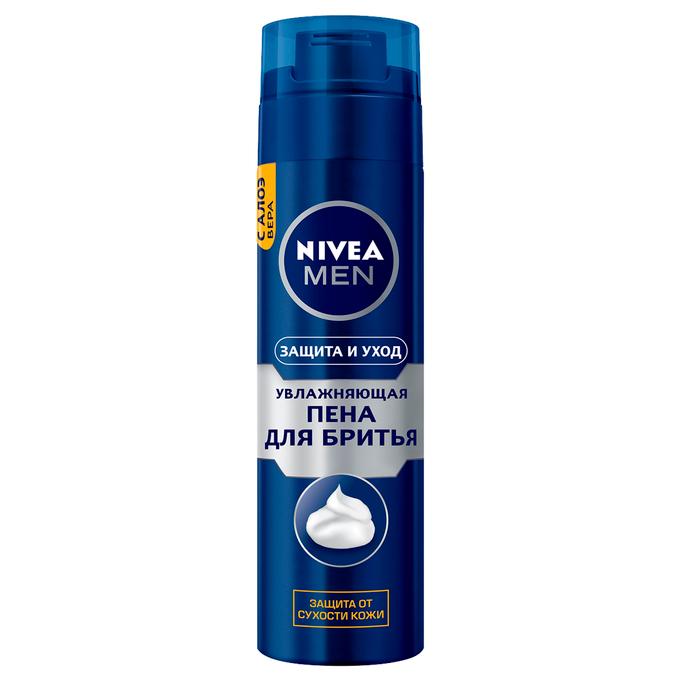 С АЛОЭ
ВЕРА
NIVEA
MEN
ЗАЩИТА И УХОД
УВЛАЖНЯЮЩАЯ
ПЕНА
ДЛЯ БРИТЬЯ
ЗАЩИТА ОТ
СУХОСТИ КОЖИ